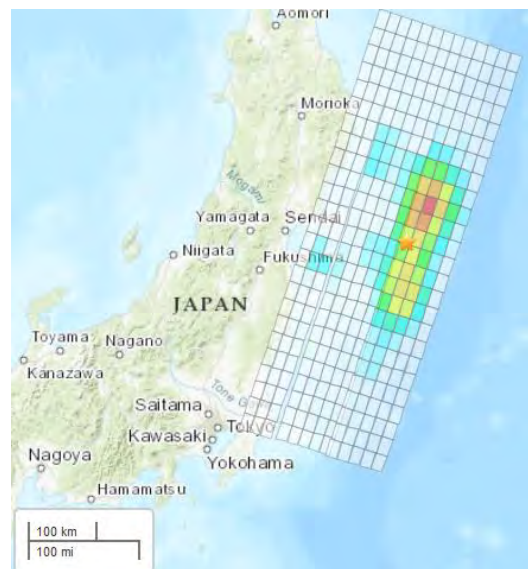 Aomori
Morioka
Mogami
Yamagata
Sendai
Niigata
Fukushima
JAPAN
Toyama
Nagano
Kanazawa
Tone Gawa
Saitama
Tokyo
Kawasaki
Nagoya
Yokohama
Hamamatsu
100 km
100 mi